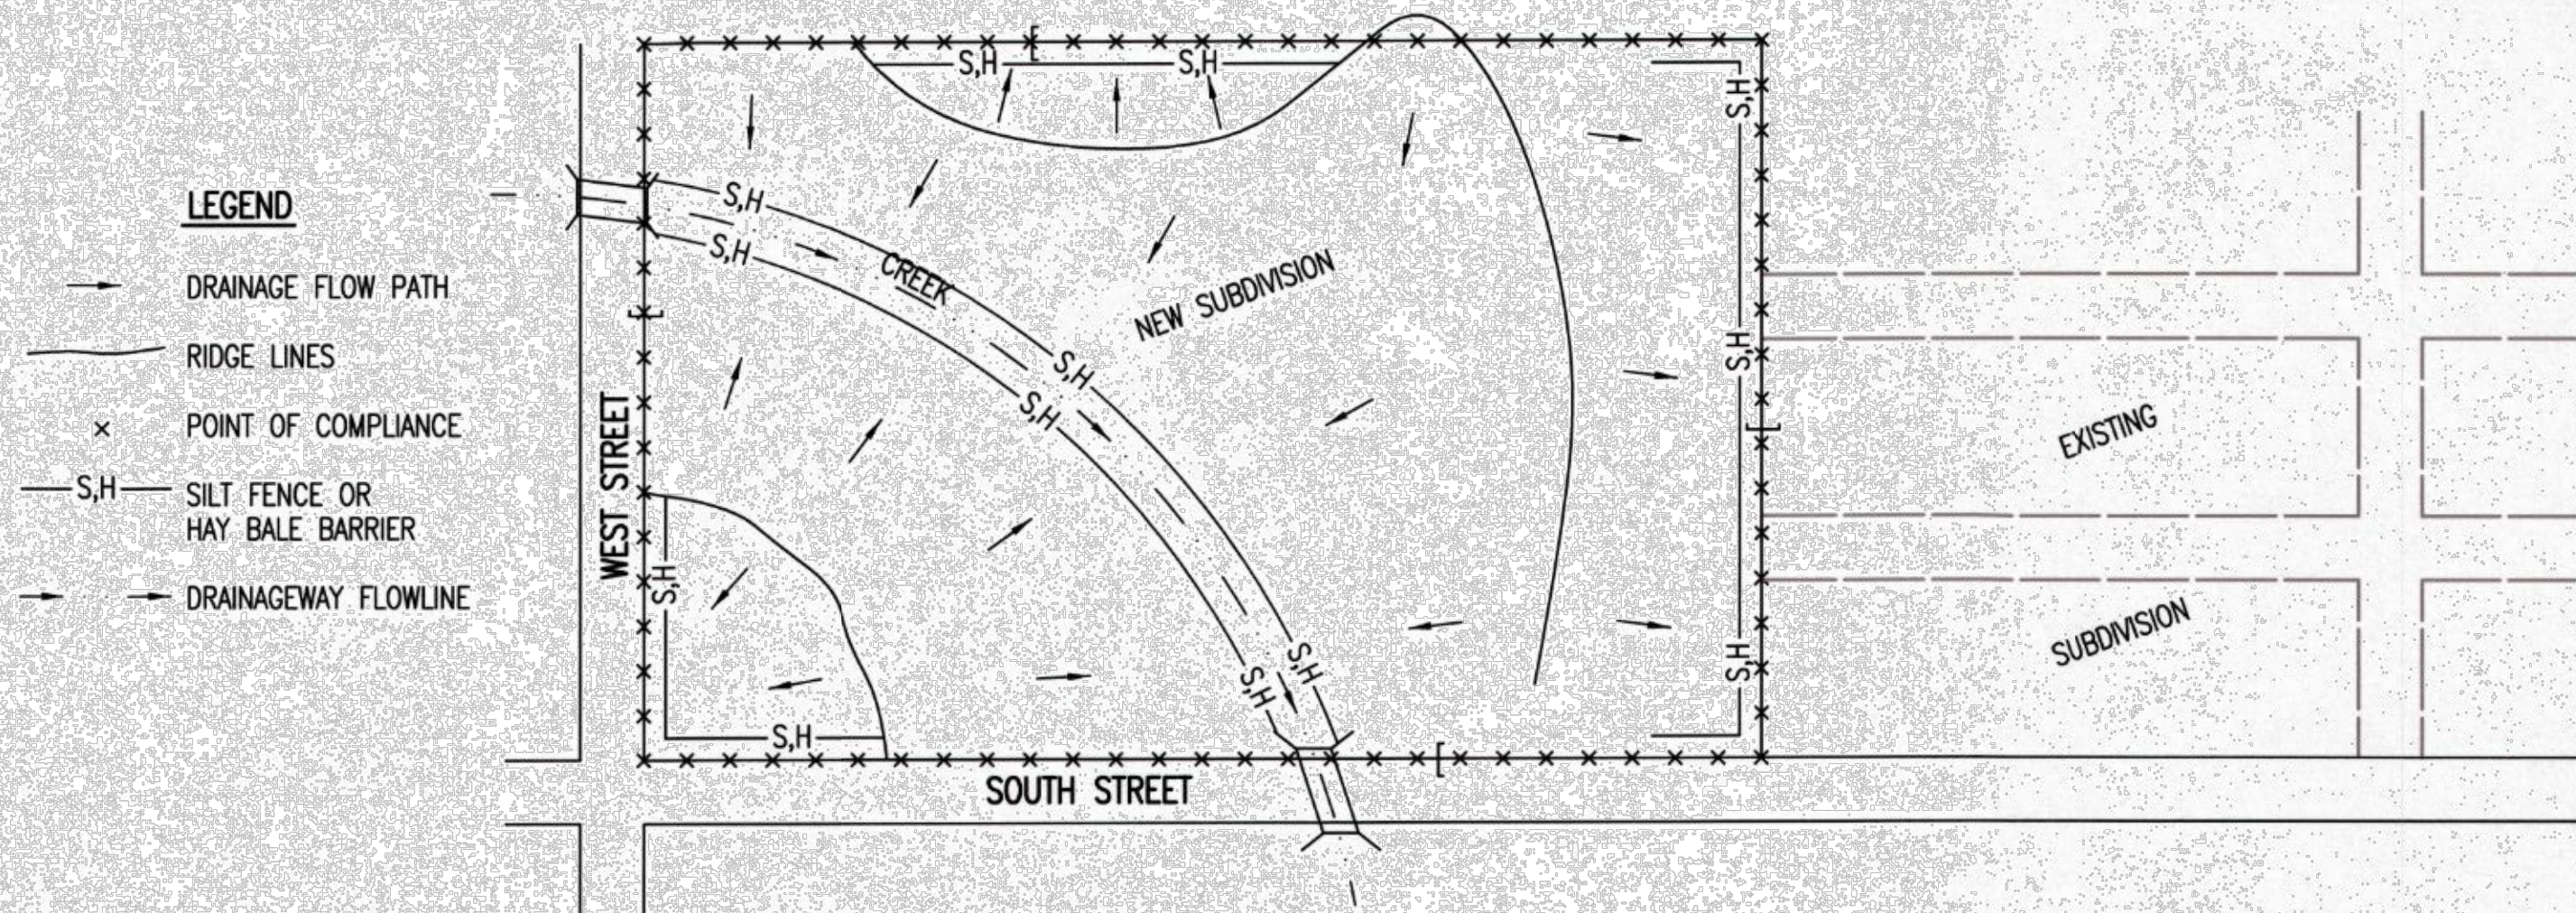 LEGEND
DRAINAGE FLOW PATH
RIDGE LINES
× POINT OF COMPLIANCE
S,H SILT FENCE OR
HAY BALE BARRIER
DRAINAGEWAY FLOWLINE
WEST STREET
S,H
S,H
S,H
S,H
CREEK
S,H
S,H
NEW SUBDIVISION
S,H
S,H
S,H
S,H
S,H
S,H
S,H
SOUTH STREET
EXISTING
SUBDIVISION